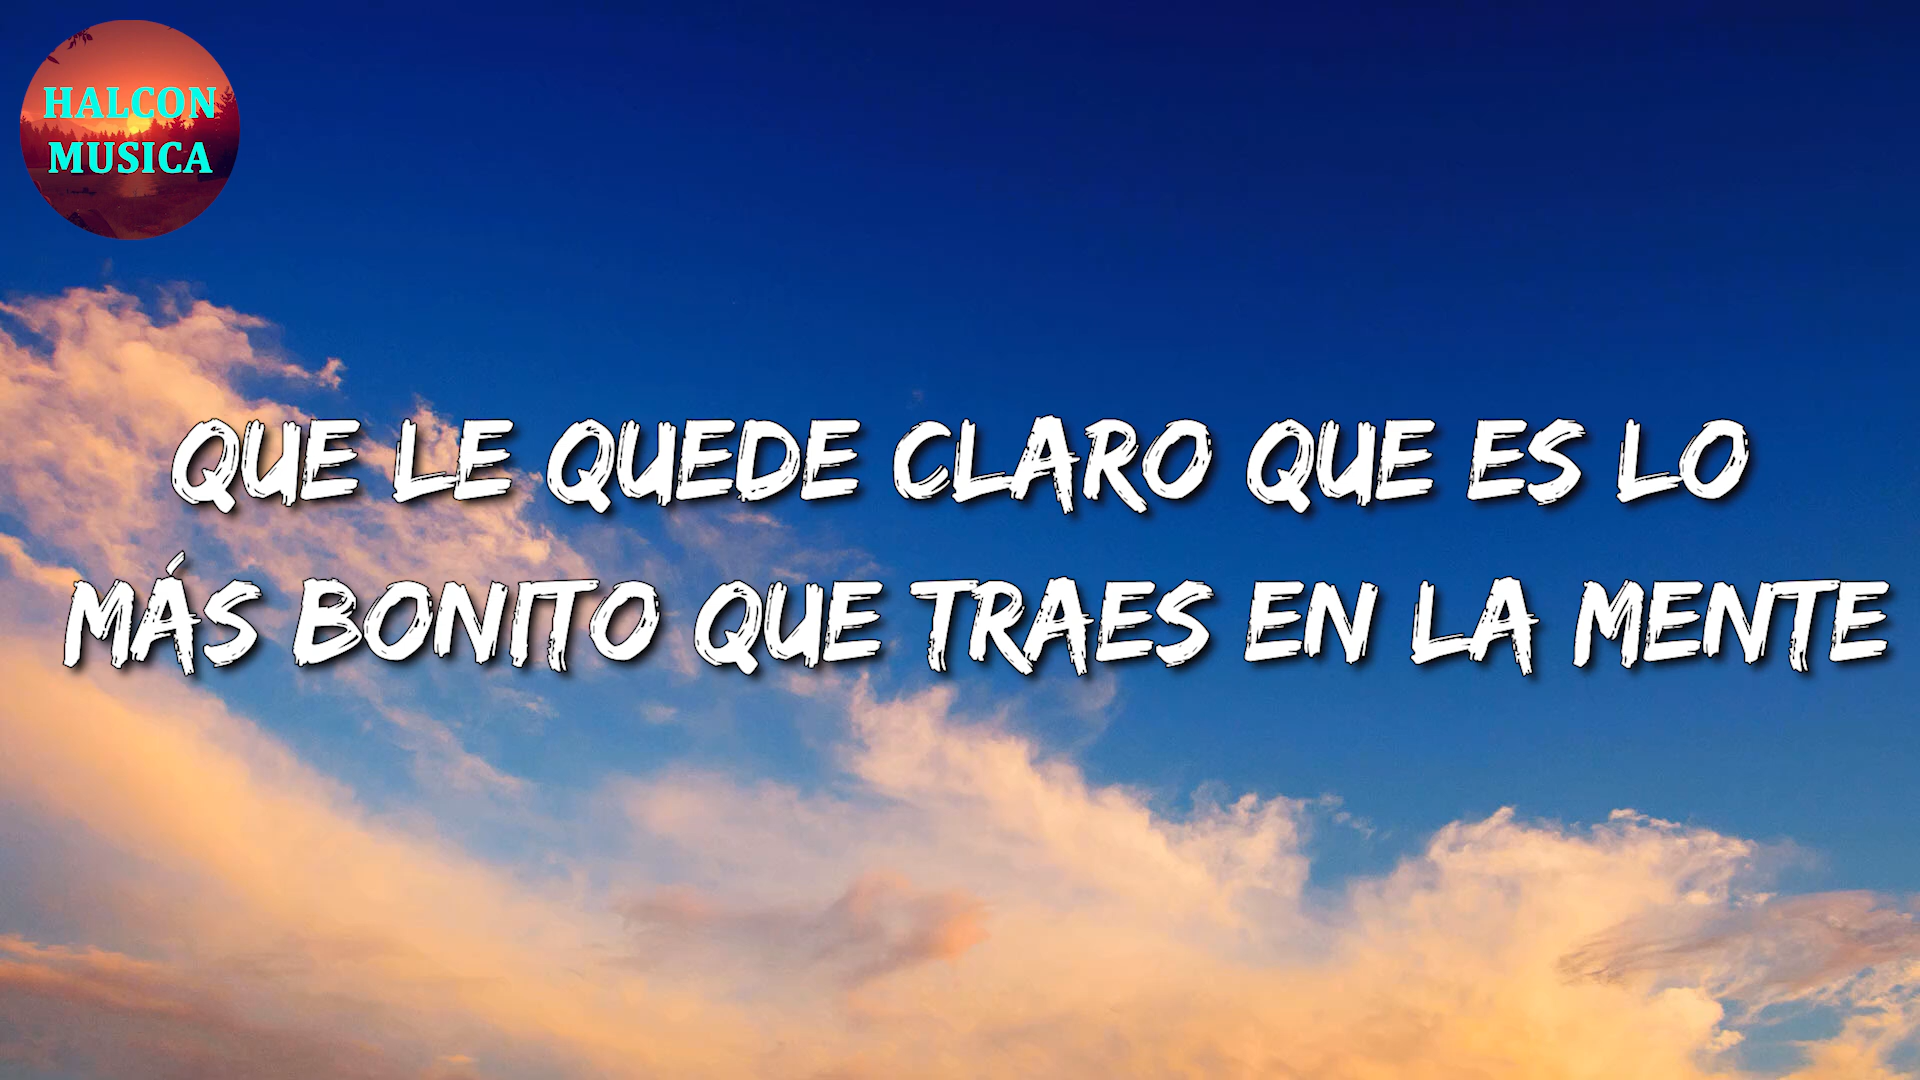 HALCON
MUSICA
QUE LE QUEDE CLARO QUE ES LO
MÁS BONITO QUE TRAES EN LA MENTE